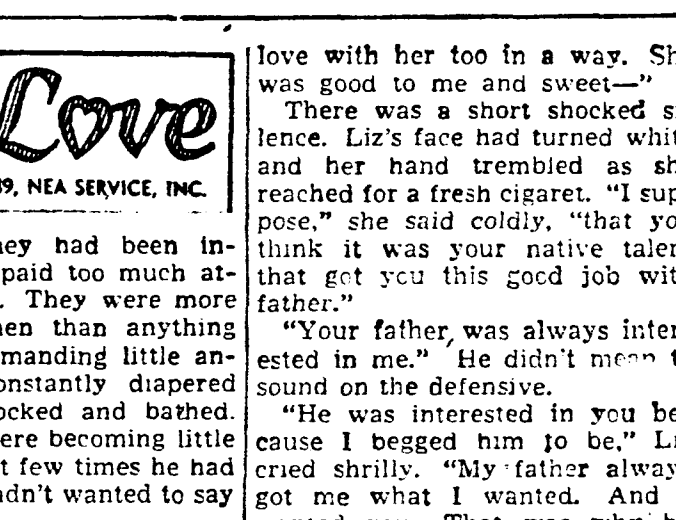 Love
9, NEA SERVICE, INC.
ey had been in-
paid too much at-
. They were more
en than anything
manding little an-
onstantly diapered
ocked and bathed.
ere becoming little
t few times he had
adn't wanted to say
love with her too in a way. Sh
was good to me and sweet—"
There was a short shocked si
lence. Liz's face had turned whit
and her hand trembled as sh
reached for a fresh cigaret. "I sup
pose," she said coldly, "that yo
think it was your native talen
that got you this good job wit
father."
"Your father, was always inter
ested in me." He didn't mean t
sound on the defensive.
"He was interested in you be
cause I begged him to be," Li
cried shrilly. "My father alway
got me what I wanted. And